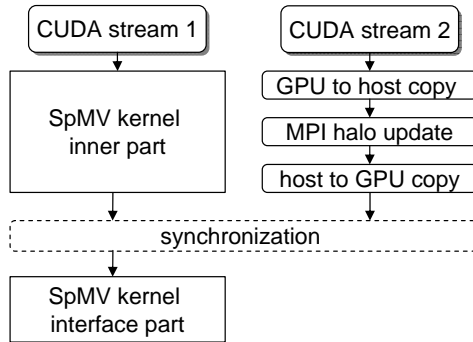 CUDA stream 1
CUDA stream 2
SpMV kernel
inner part
GPU to host copy
MPI halo update
host to GPU copy
synchronization
SpMV kernel
interface part